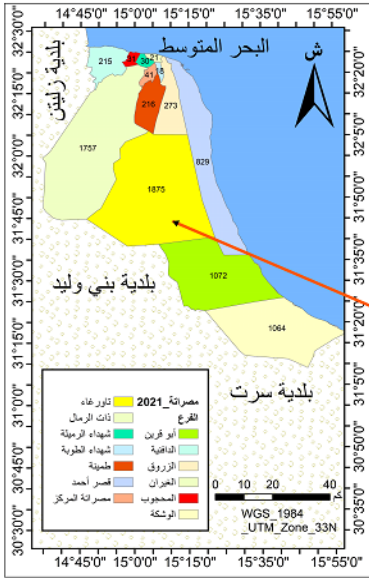 14°45'0"E 15°0'0"E 15°15'0"E 15°35'0"E 15°55'0"E
البحر المتوسط
بلدية زليتن
ش
215
31
30
21
18
41
216
273
829
1757
1875
1072
1064
بلدية بني وليد
بلدية سرت
مصراتة_2021
الفرع
أبو قرين
الدافنية
الزروق
الغيران
المحجوب
الوشكة
تاورغاء
ذات الرمال
شهداء الرميلة
شهداء الطوبة
طمينة
قصر أحمد
مصراتة المركز
0 10 20 40
كم
WGS_1984
_UTM_Zone_33N
32°30'0"
32°15'0"
32°0'0"
31°45'0"
31°30'0"
31°15'0"
31°0'0"
30°45'0"
30°30'0"
32°20'0"
32°5'0"
31°50'0"
31°35'0"
31°20'0"
31°5'0"
30°50'0"
30°35'0"
14°45'0" 15°0'0" 15°15'0" 15°35'0" 15°55'0"